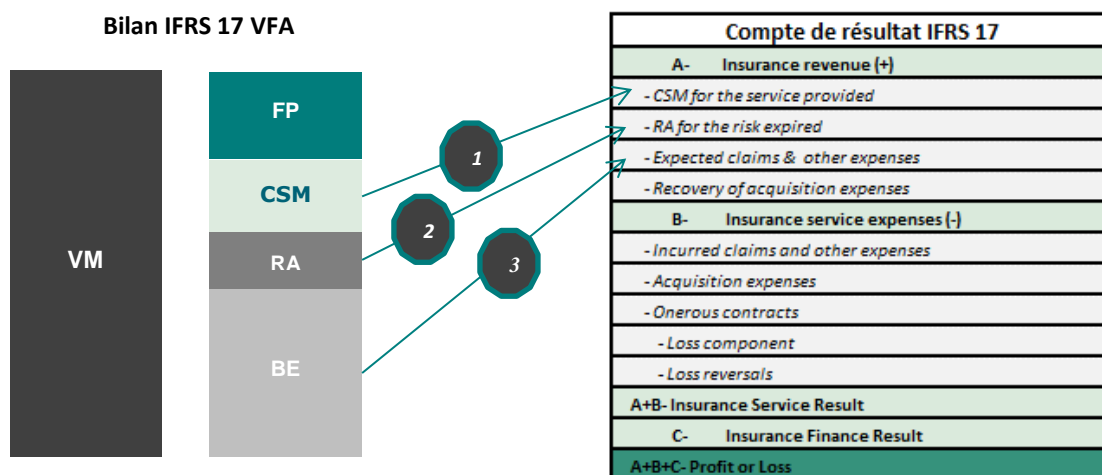 Bilan IFRS 17 VFA
VM
FP
CSM
RA
BE
1
2
3
Compte de résultat IFRS 17
A- Insurance revenue (+)
- CSM for the service provided
- RA for the risk expired
- Expected claims & other expenses
- Recovery of acquisition expenses
B- Insurance service expenses (-)
- Incurred claims and other expenses
- Acquisition expenses
- Onerous contracts
- Loss component
- Loss reversals
A+B- Insurance Service Result
C- Insurance Finance Result
A+B+C- Profit or Loss